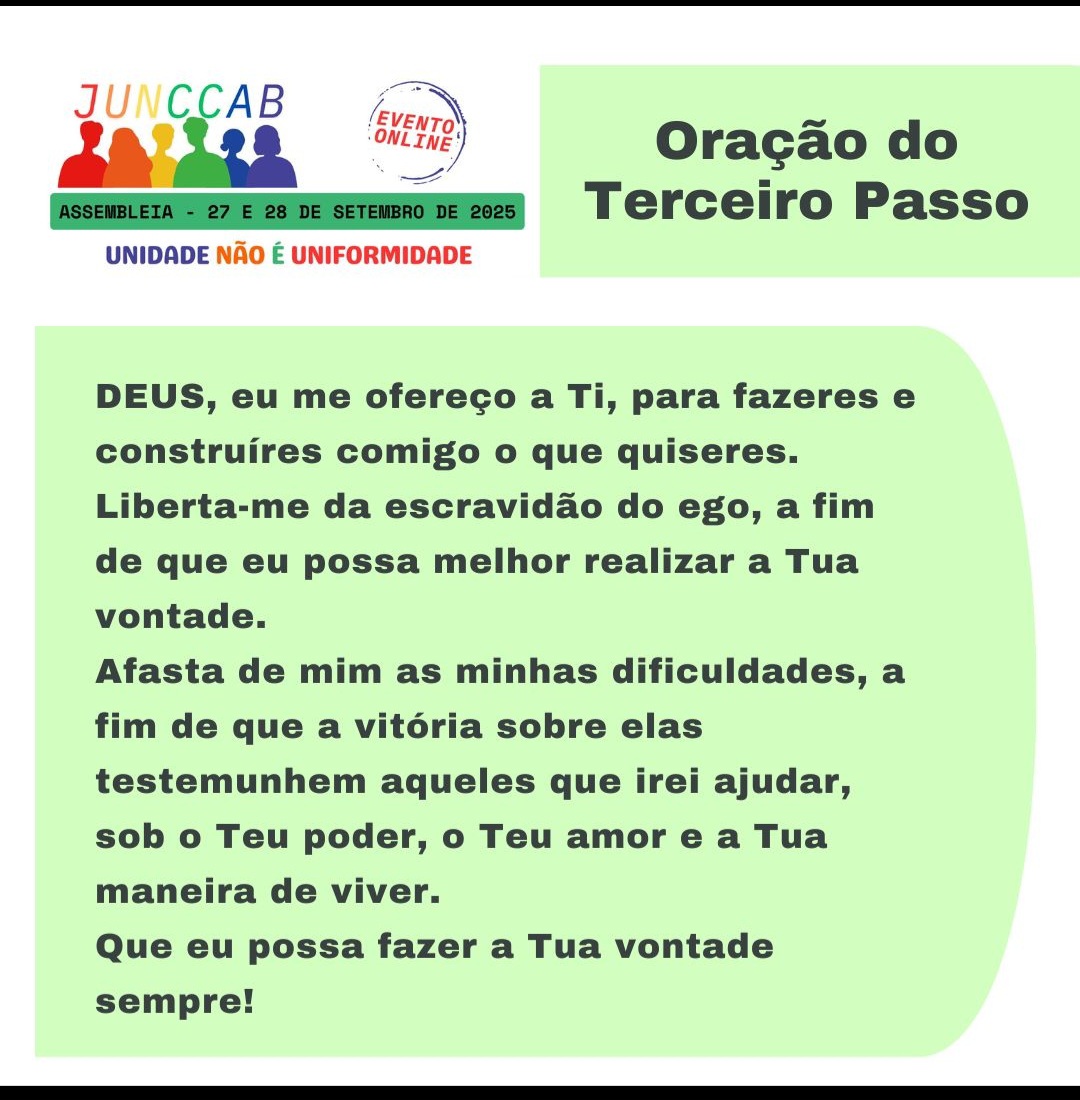 JUNCCAB
EVENTO
ONLINE
ASSEMBLEIA - 27 E 28 DE SETEMBRO DE 2025
UNIDADE NÃO É UNIFORMIDADE
Oração do
Terceiro Passo
DEUS, eu me ofereço a Ti, para fazeres e
construíres comigo o que quiseres.
Liberta-me da escravidão do ego, a fim
de que eu possa melhor realizar a Tua
vontade.
Afasta de mim as minhas dificuldades, a
fim de que a vitória sobre elas
testemunhem aqueles que irei ajudar,
sob o Teu poder, o Teu amor e a Tua
maneira de viver.
Que eu possa fazer a Tua vontade
sempre!